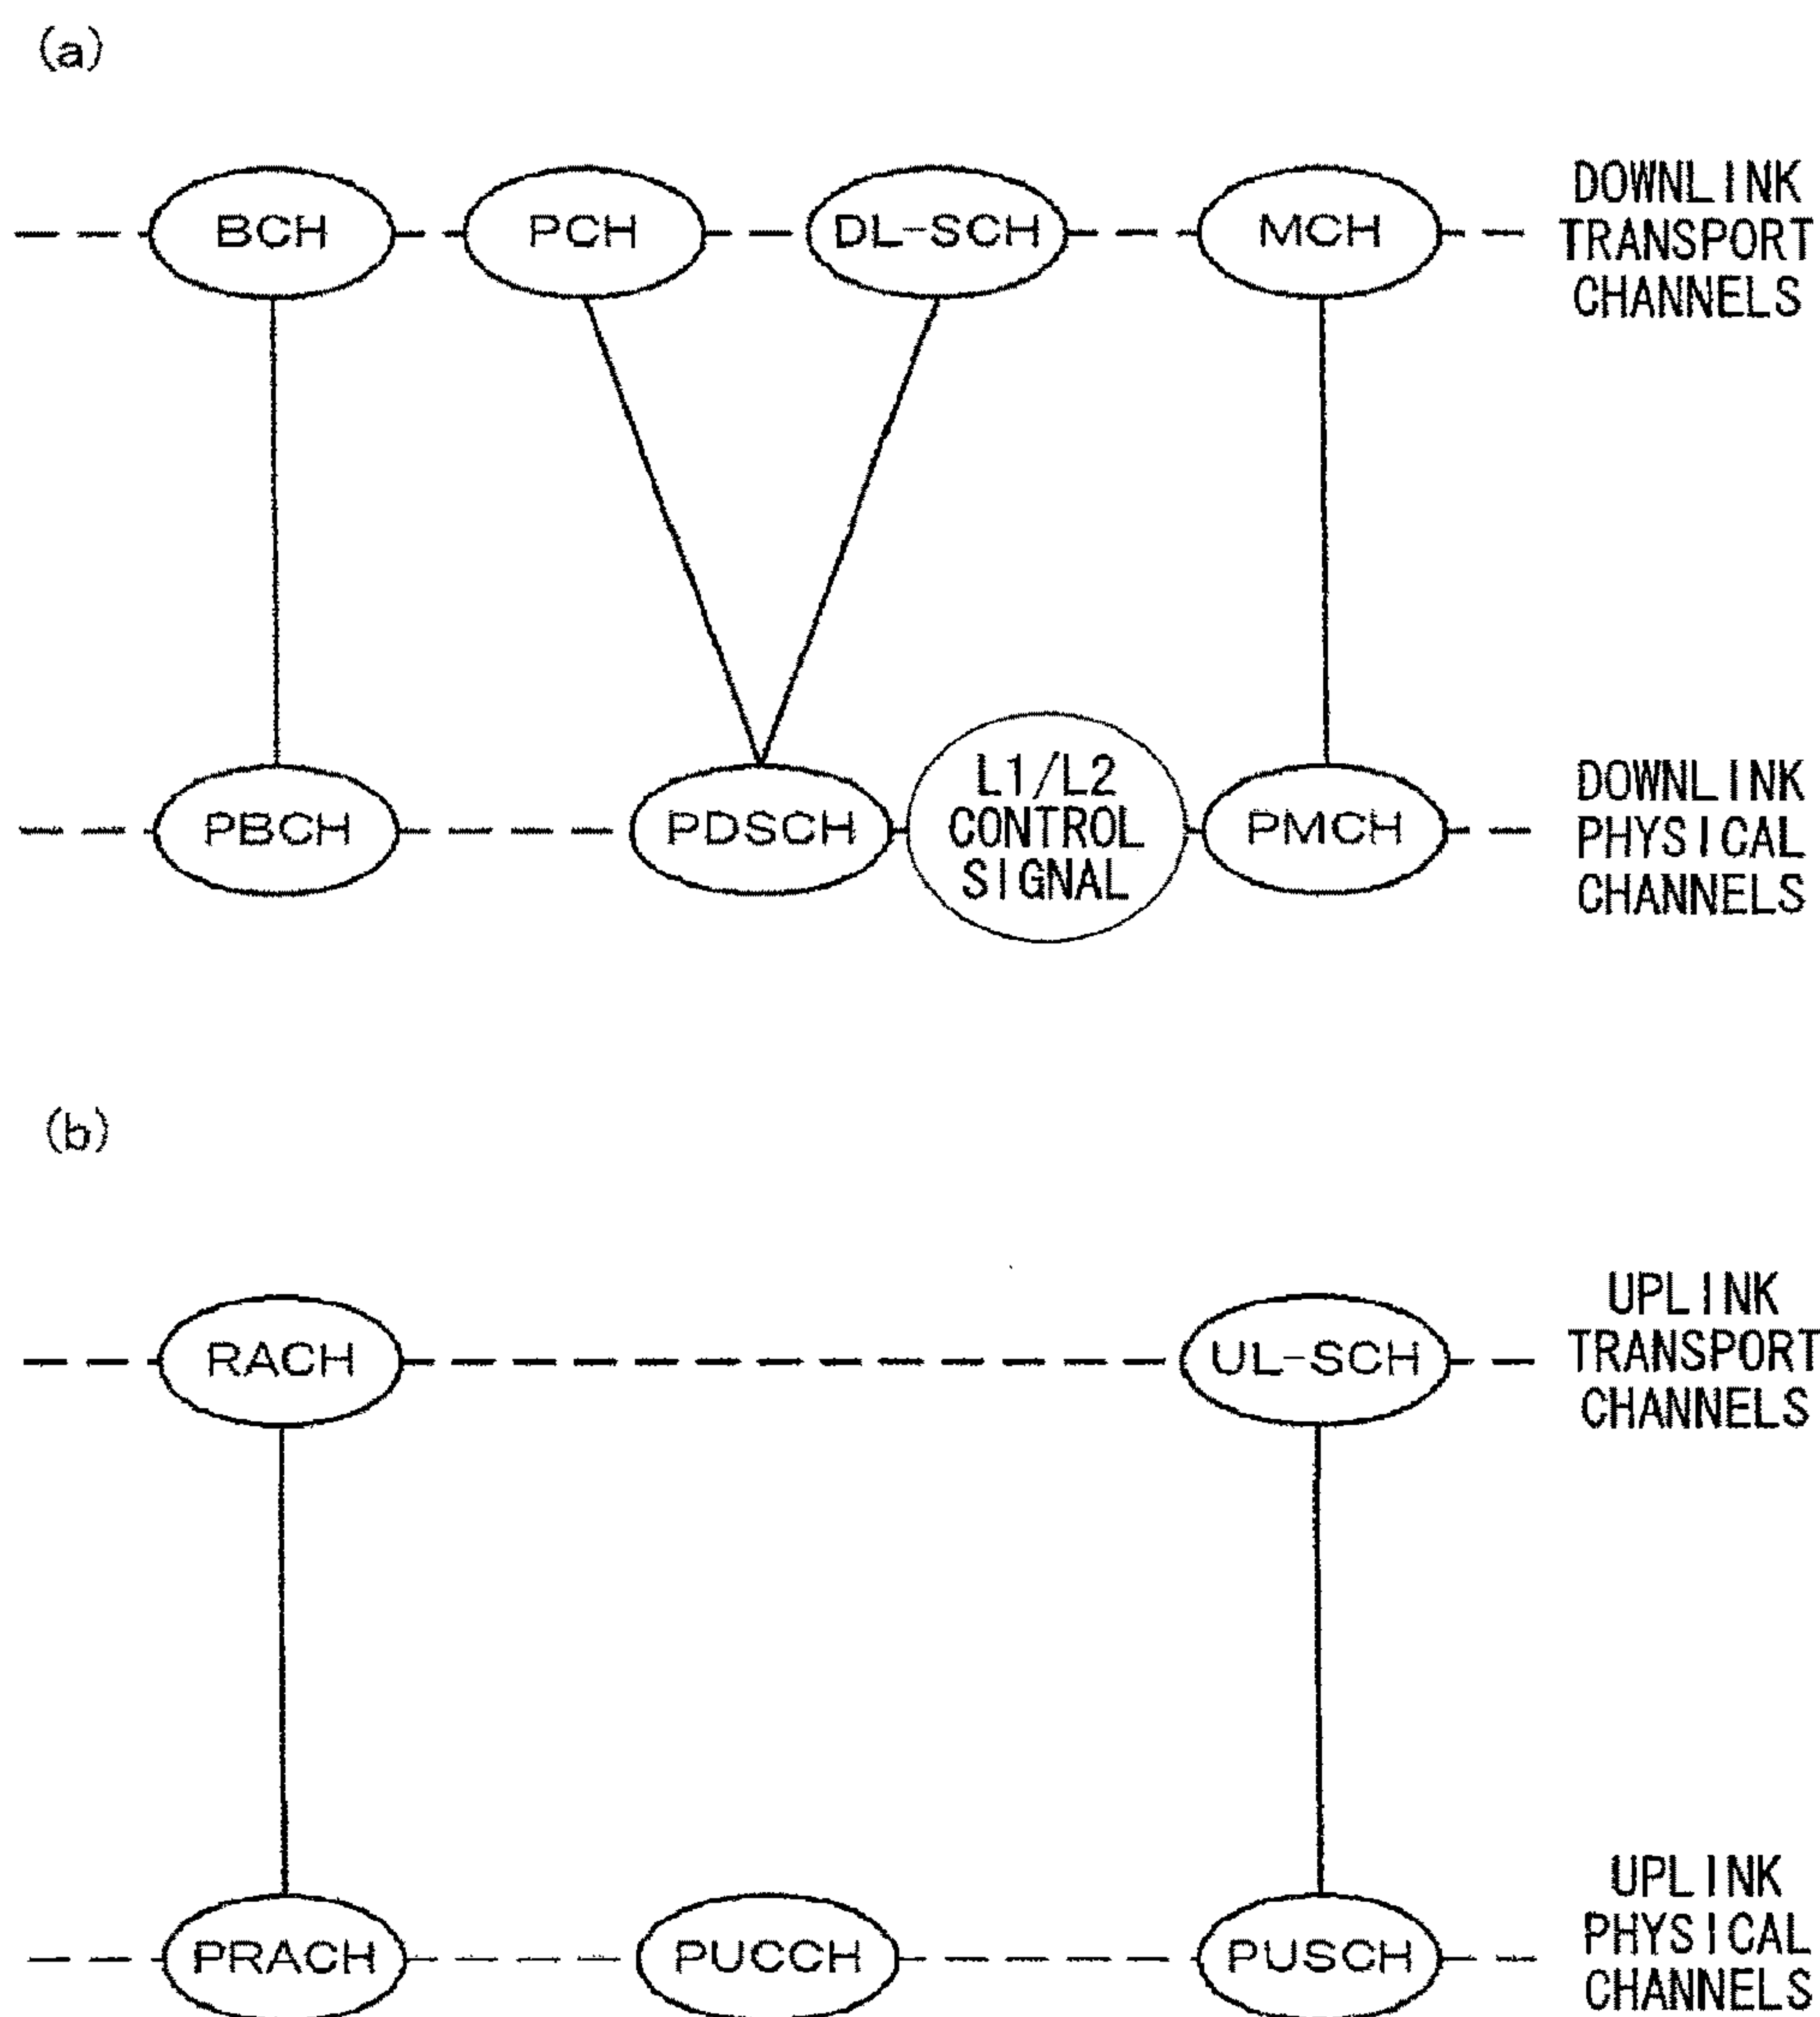 (a)
BCH
PCH
DL-SCH
MCH
DOWNLINK
TRANSPORT
CHANNELS
PBCH
PDSCH
L1/L2
CONTROL
SIGNAL
PMCH
DOWNLINK
PHYSICAL
CHANNELS
(b)
RACH
UL-SCH
UPLINK
TRANSPORT
CHANNELS
PRACH
PUCCH
PUSCH
UPLINK
PHYSICAL
CHANNELS